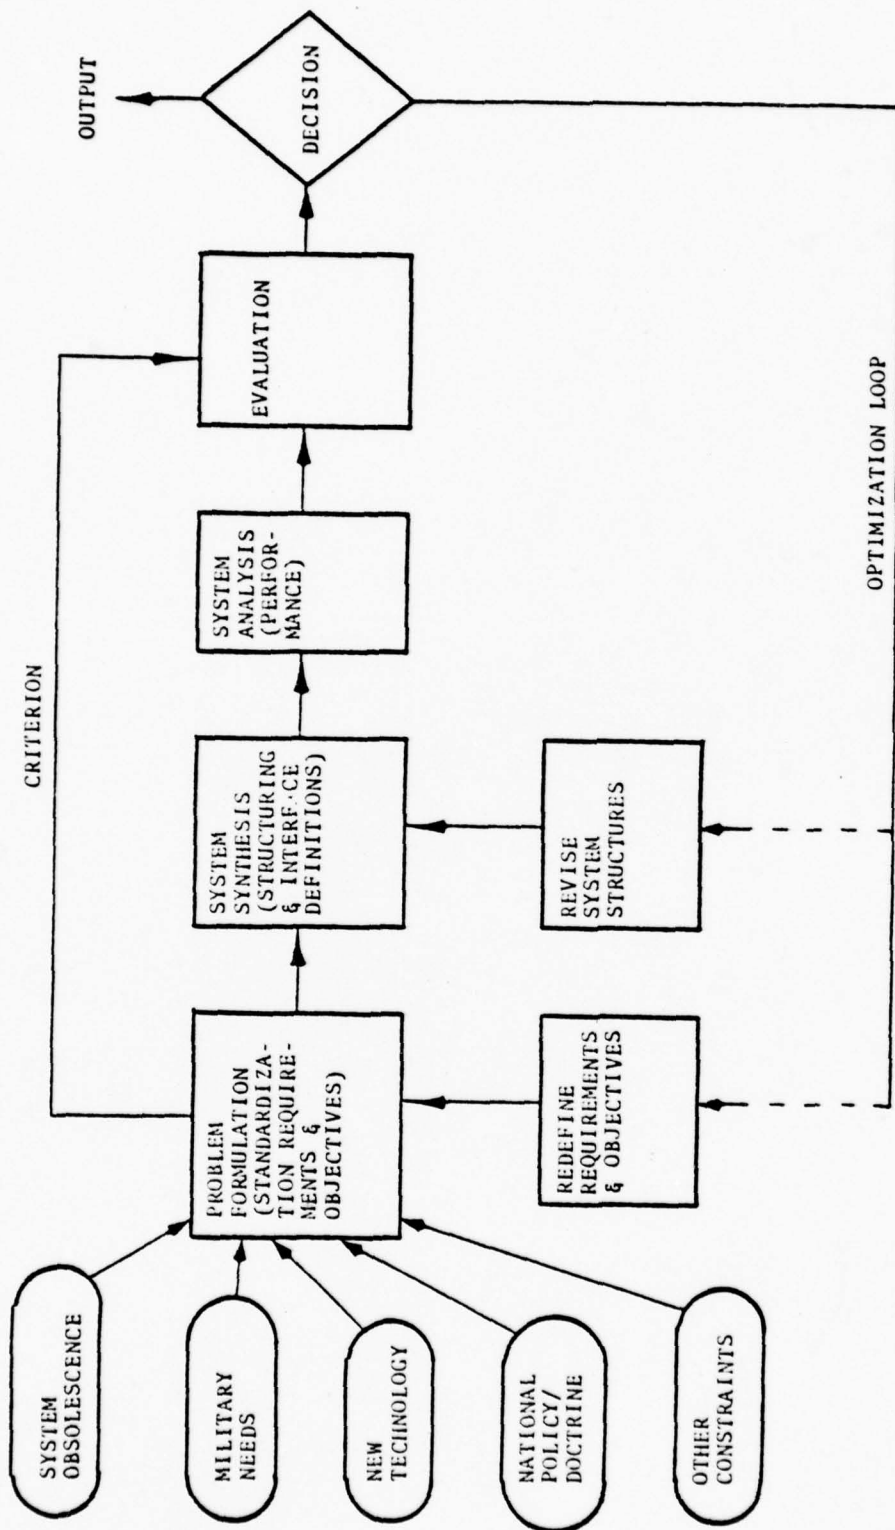 SYSTEM
OBSOLESCENCE
MILITARY
NEEDS
NEW
TECHNOLOGY
NATIONAL
POLICY/
DOCTRINE
OTHER
CONSTRAINTS
CRITERION
PROBLEM
FORMULATION
(STANDARDIZA-
TION REQUIRE-
MENTS &
OBJECTIVES)
SYSTEM
SYNTHESIS
(STRUCTURING
& INTERF CE
DEFINITIONS)
SYSTEM
ANALYSIS
(PERFOR-
MANCE)
EVALUATION
DECISION
OUTPUT
REDEFINE
REQUIREMENTS
& OBJECTIVES
REVISE
SYSTEM
STRUCTURES
OPTIMIZATION LOOP